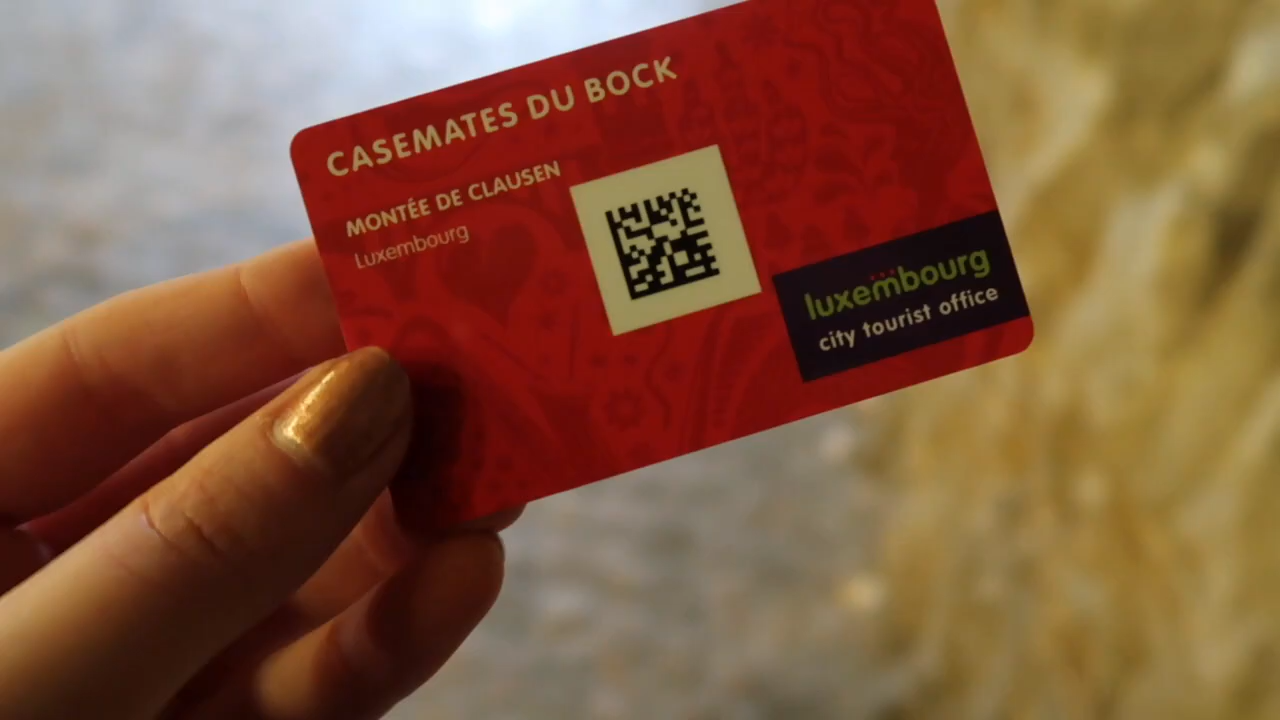 CASEMATES DU BOCK
MONTÉE DE CLAUSEN
Luxembourg
luxembourg
city tourist office